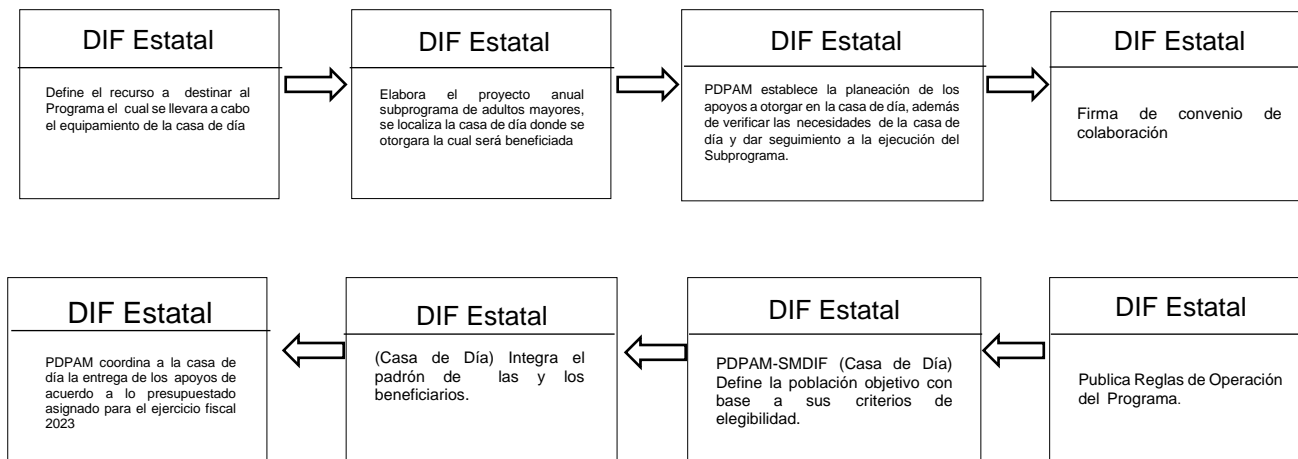 DIF Estatal
Define el recurso a destinar al
Programa el cual se llevara a cabo
el equipamiento de la casa de día
DIF Estatal
Elabora el proyecto anual
subprograma de adultos mayores,
se localiza la casa de día donde se
otorgara la cual será beneficiada
DIF Estatal
PDPAM establece la planeación de los
apoyos a otorgar en la casa de día, además
de verificar las necesidades de la casa de
día y dar seguimiento a la ejecución del
Subprograma.
DIF Estatal
Firma de convenio de
colaboración
DIF Estatal
Publica Reglas de Operación
del Programa.
DIF Estatal
PDPAM-SMDIF (Casa de Día)
Define la población objetivo con
base a sus criterios de
elegibilidad.
DIF Estatal
(Casa de Día) Integra el
padrón de las y los
beneficiarios.
DIF Estatal
PDPAM coordina a la casa de
día la entrega de los apoyos de
acuerdo a lo presupuestado
asignado para el ejercicio fiscal
2023